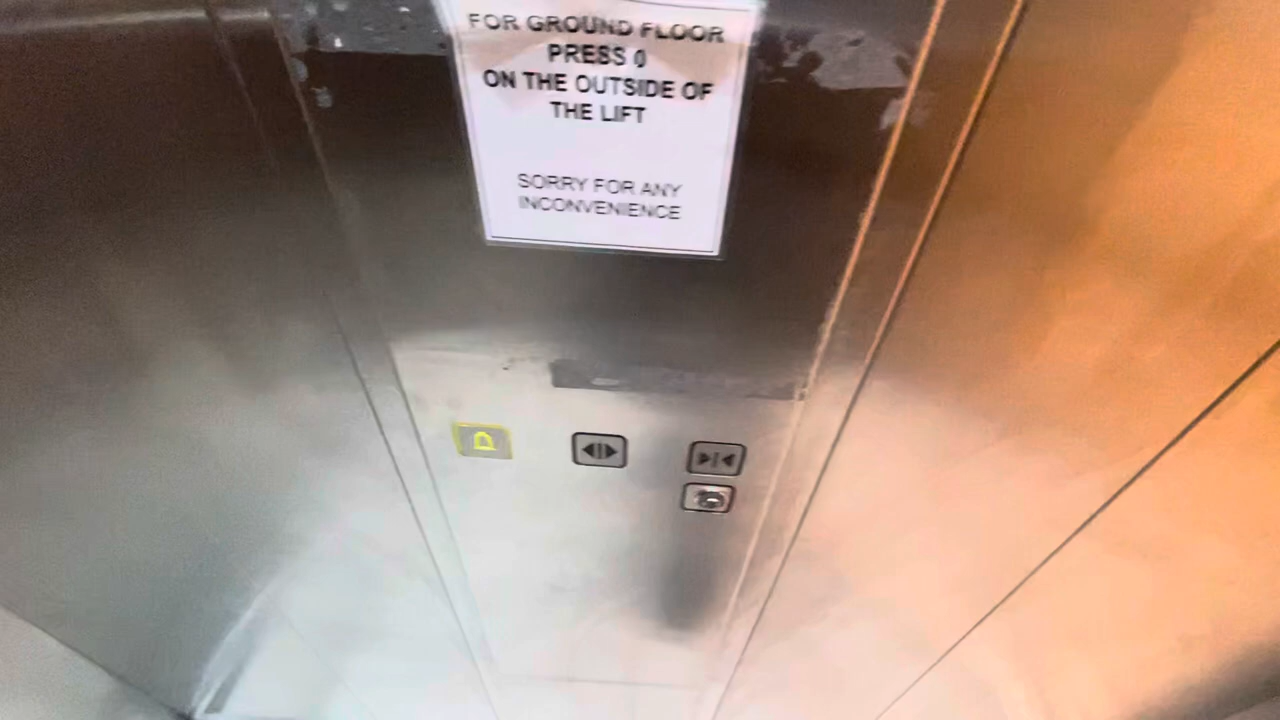 FOR GROUND FLOOR
PRESS 0
ON THE OUTSIDE OF
THE LIFT
SORRY FOR ANY
INCONVENIENCE